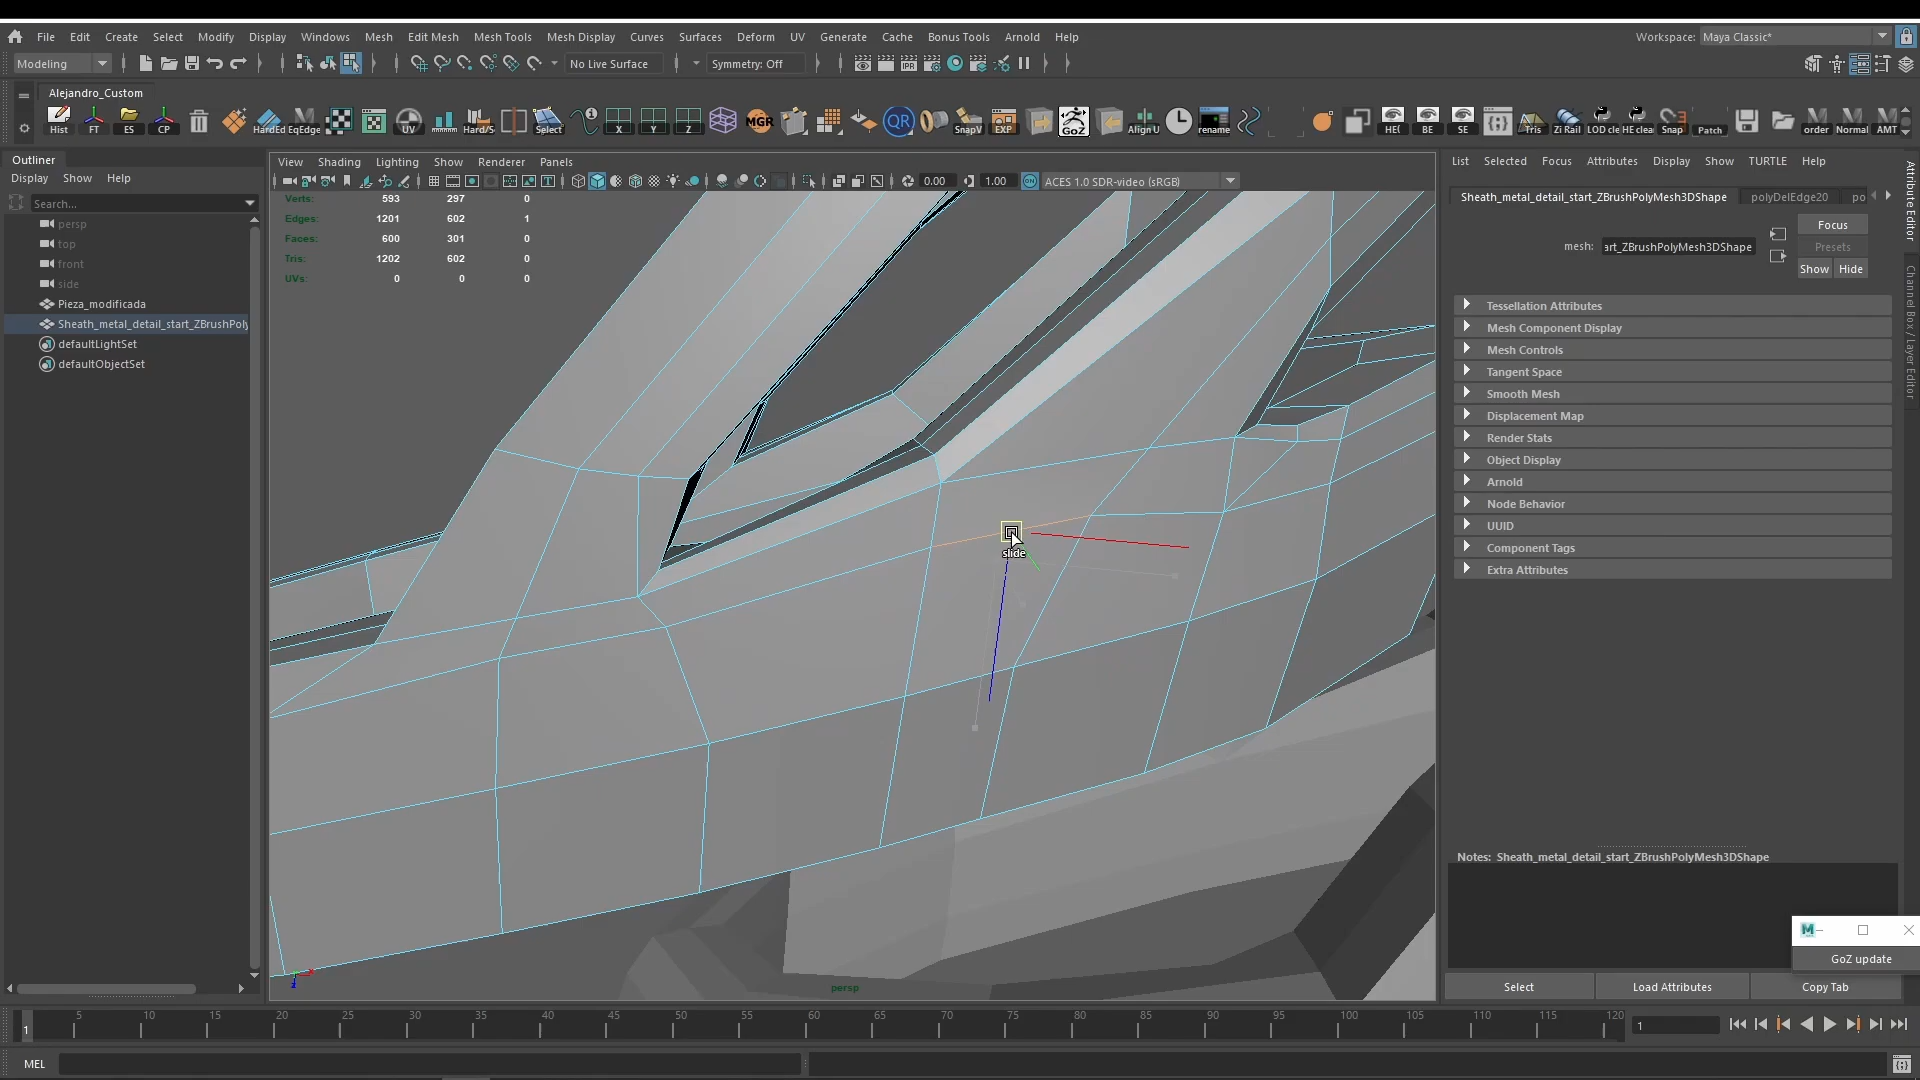 File Edit Create Select Modify Display Windows Mesh Edit Mesh Mesh Tools Mesh Display Curves Surfaces Deform UV Generate Cache Bonus Tools Arnold Help Workspace: Maya Classic*
Modeling No Live Surface Symmetry: Off IPR
Alejandro_Custom
Hist FT ES CP HardEd EqEdge UV Hard/S Select X Y Z MGR QR SnapV EXP GoZ Align U rename HE( BE SE Tris Zi Rail LOD cle HE clea Snap Patch order Normal AMT
Outliner
Display Show Help
Search...
persp
top
front
side
Pieza_modificada
Sheath_metal_detail_start_ZBrushPoly
defaultLightSet
defaultObjectSet
View Shading Lighting Show Renderer Panels
0.00 1.00 ACES 1.0 SDR-video (sRGB)
Verts: 593 297 0
Edges: 1201 602 1
Faces: 600 301 0
Tris: 1202 602 0
UVs: 0 0 0
slide
persp
List Selected Focus Attributes Display Show TURTLE Help
Sheath_metal_detail_start_ZBrushPolyMesh3DShape polyDelEdge20 po
Focus
mesh: art_ZBrushPolyMesh3DShape Presets
Show Hide
Tessellation Attributes
Mesh Component Display
Mesh Controls
Tangent Space
Smooth Mesh
Displacement Map
Render Stats
Object Display
Arnold
Node Behavior
UUID
Component Tags
Extra Attributes
Notes: Sheath_metal_detail_start_ZBrushPolyMesh3DShape
GoZ update
Select Load Attributes Copy Tab
Attribute Editor
Channel Box / Layer Editor
1 5 10 15 20 25 30 35 40 45 50 55 60 65 70 75 80 85 90 95 100 105 110 115 120 1
MEL